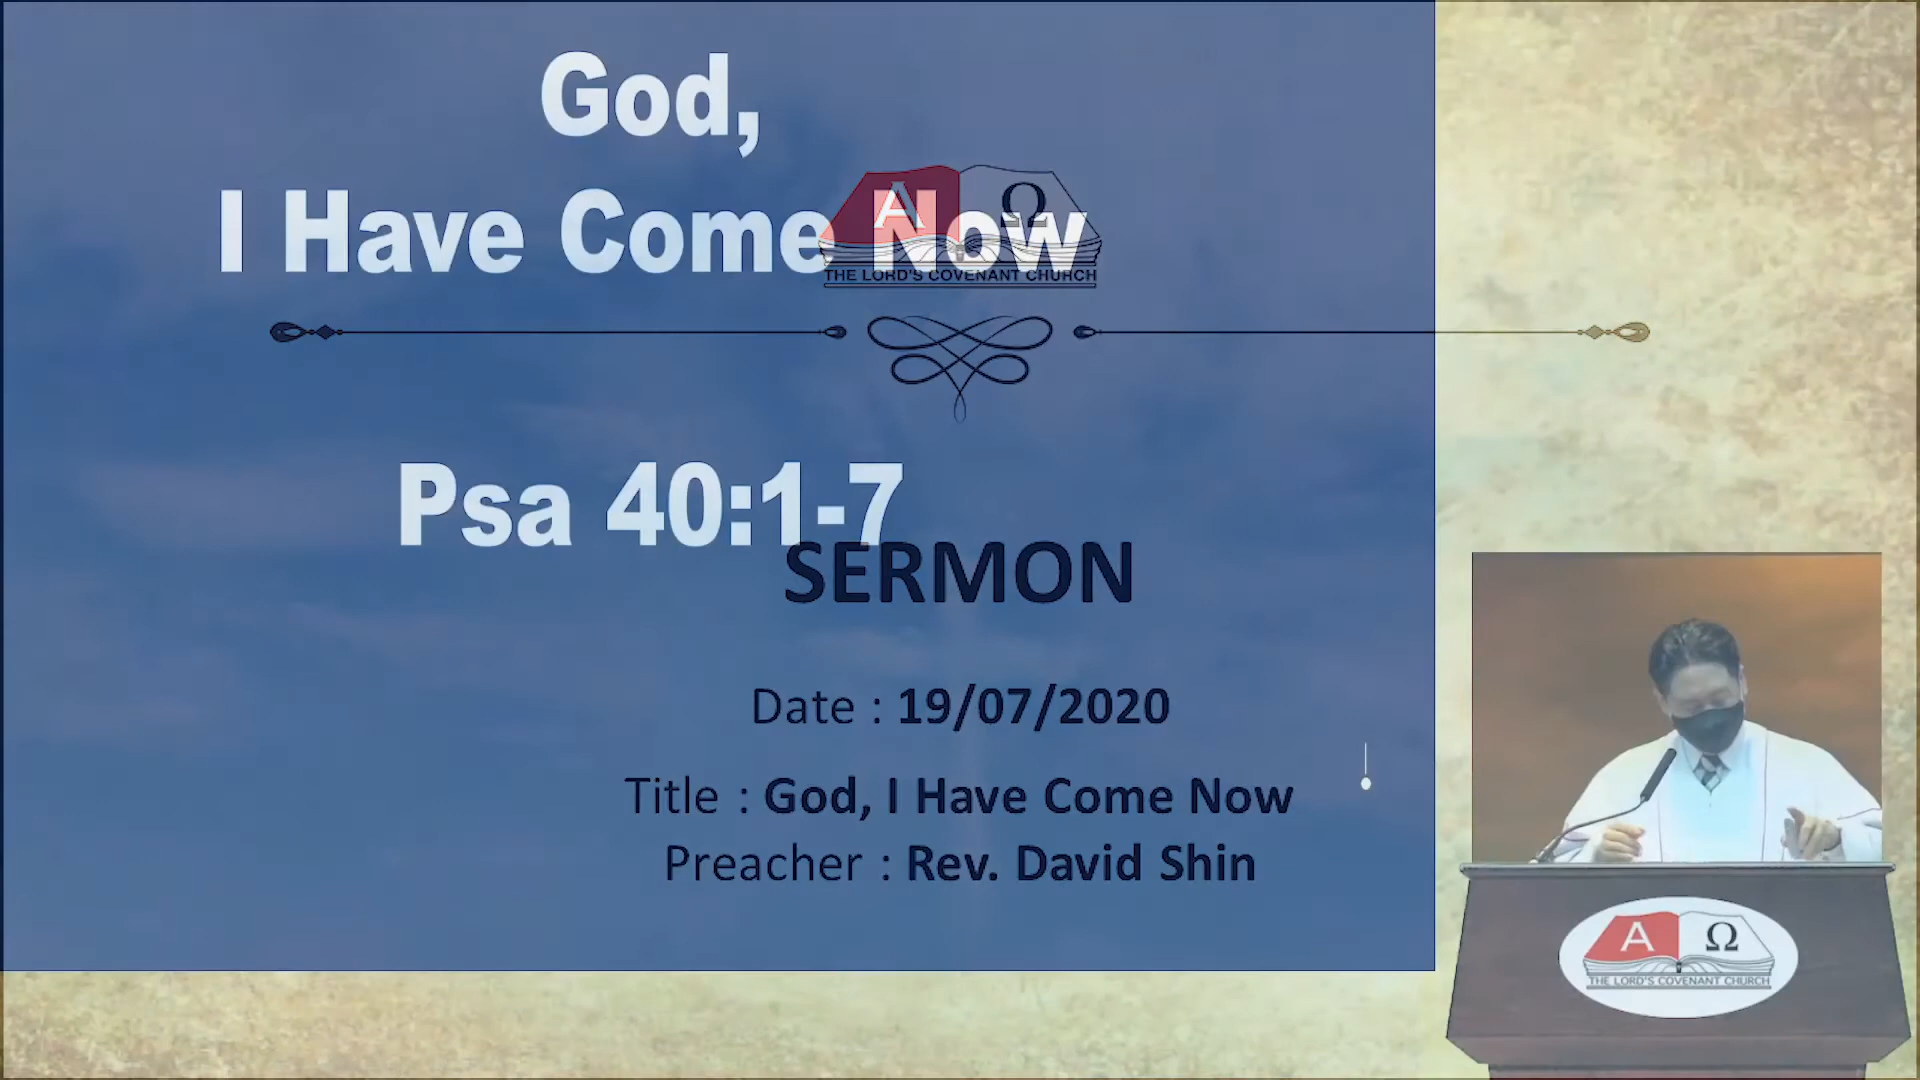 God,
I Have Come Now
A Ω
THE LORD'S COVENANT CHURCH
Psa 40:1-7
SERMON
Date : 19/07/2020
Title : God, I Have Come Now
Preacher : Rev. David Shin
A Ω
THE LORD'S COVENANT CHURCH